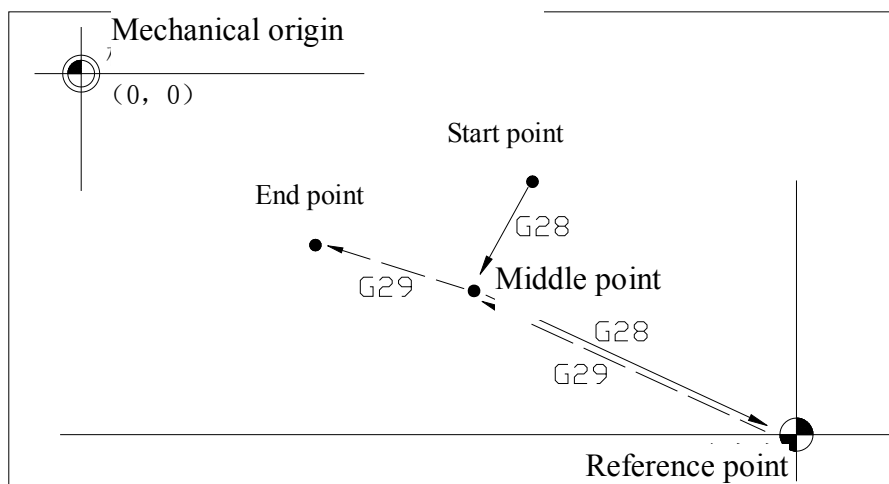 Mechanical origin
(0, 0)
Start point
End point
G28
G29
Middle point
G28
G29
Reference point